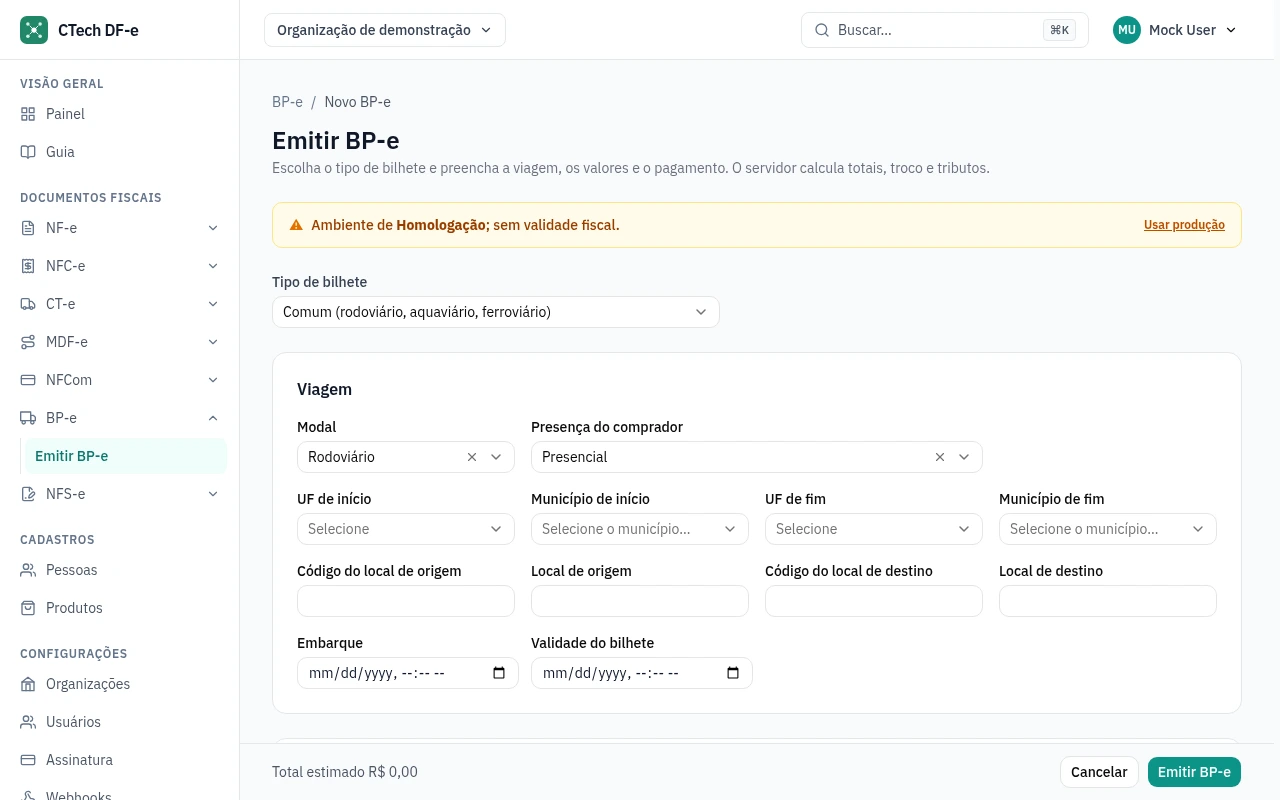 CTech DF-e
Organização de demonstração
Buscar...
⌘K
MU
Mock User
VISÃO GERAL
Painel
Guia
DOCUMENTOS FISCAIS
NF-e
NFC-e
CT-e
MDF-e
NFCom
BP-e
Emitir BP-e
NFS-e
CADASTROS
Pessoas
Produtos
CONFIGURAÇÕES
Organizações
Usuários
Assinatura
Webhooks
BP-e / Novo BP-e
Emitir BP-e
Escolha o tipo de bilhete e preencha a viagem, os valores e o pagamento. O servidor calcula totais, troco e tributos.
Ambiente de Homologação; sem validade fiscal.
Usar produção
Tipo de bilhete
Comum (rodoviário, aquaviário, ferroviário)
Viagem
Modal
Presença do comprador
Rodoviário
Presencial
UF de início
Município de início
UF de fim
Município de fim
Selecione
Selecione o município...
Selecione
Selecione o município...
Código do local de origem
Local de origem
Código do local de destino
Local de destino
Embarque
Validade do bilhete
mm/dd/yyyy, --:-- --
mm/dd/yyyy, --:-- --
Total estimado R$ 0,00
Cancelar
Emitir BP-e